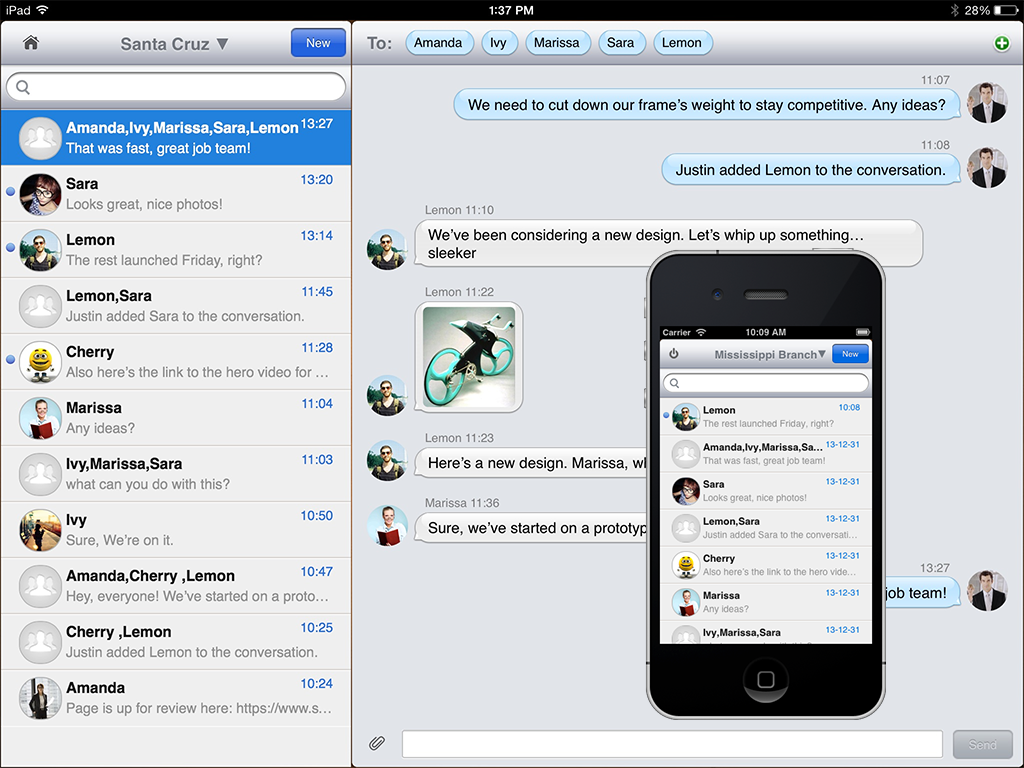 iPad
1:37 PM
28%
Santa Cruz ▼
New
Amanda,Ivy,Marissa,Sara,Lemon 13:27
That was fast, great job team!
Sara 13:20
Looks great, nice photos!
Lemon 13:14
The rest launched Friday, right?
Lemon,Sara 11:45
Justin added Sara to the conversation.
Cherry 11:28
Also here's the link to the hero video for …
Marissa 11:04
Any ideas?
Ivy,Marissa,Sara 11:03
what can you do with this?
Ivy 10:50
Sure, We're on it.
Amanda,Cherry ,Lemon 10:47
Hey, everyone! We've started on a proto…
Cherry ,Lemon 10:25
Justin added Lemon to the conversation.
Amanda 10:24
Page is up for review here: https://www.s…
To: Amanda Ivy Marissa Sara Lemon
11:07
We need to cut down our frame's weight to stay competitive. Any ideas?
11:08
Justin added Lemon to the conversation.
Lemon 11:10
We've been considering a new design. Let's whip up something…
sleeker
Lemon 11:22
Lemon 11:23
Here's a new design. Marissa, wh
Marissa 11:36
Sure, we've started on a prototyp
13:27
job team!
Send
Carrier 10:09 AM
Mississippi Branch▼ New
Lemon 10:08
The rest launched Friday, right?
Amanda,Ivy,Marissa,Sa... 13-12-31
That was fast, great job team!
Sara 13-12-31
Looks great, nice photos!
Lemon,Sara 13-12-31
Justin added Sara to the conversati...
Cherry 13-12-31
Also here's the link to the hero vide...
Marissa 13-12-31
Any ideas?
Ivy,Marissa,Sara 13-12-31